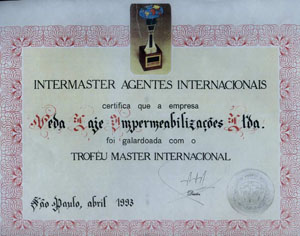 INTERMASTER AGENTES INTERNACIONAIS
certifica que a empresa
Veda Laje Impermeabilizações Ltda.
foi galardoada com o
TROFÉU MASTER INTERNACIONAL
São Paulo, abril 1993